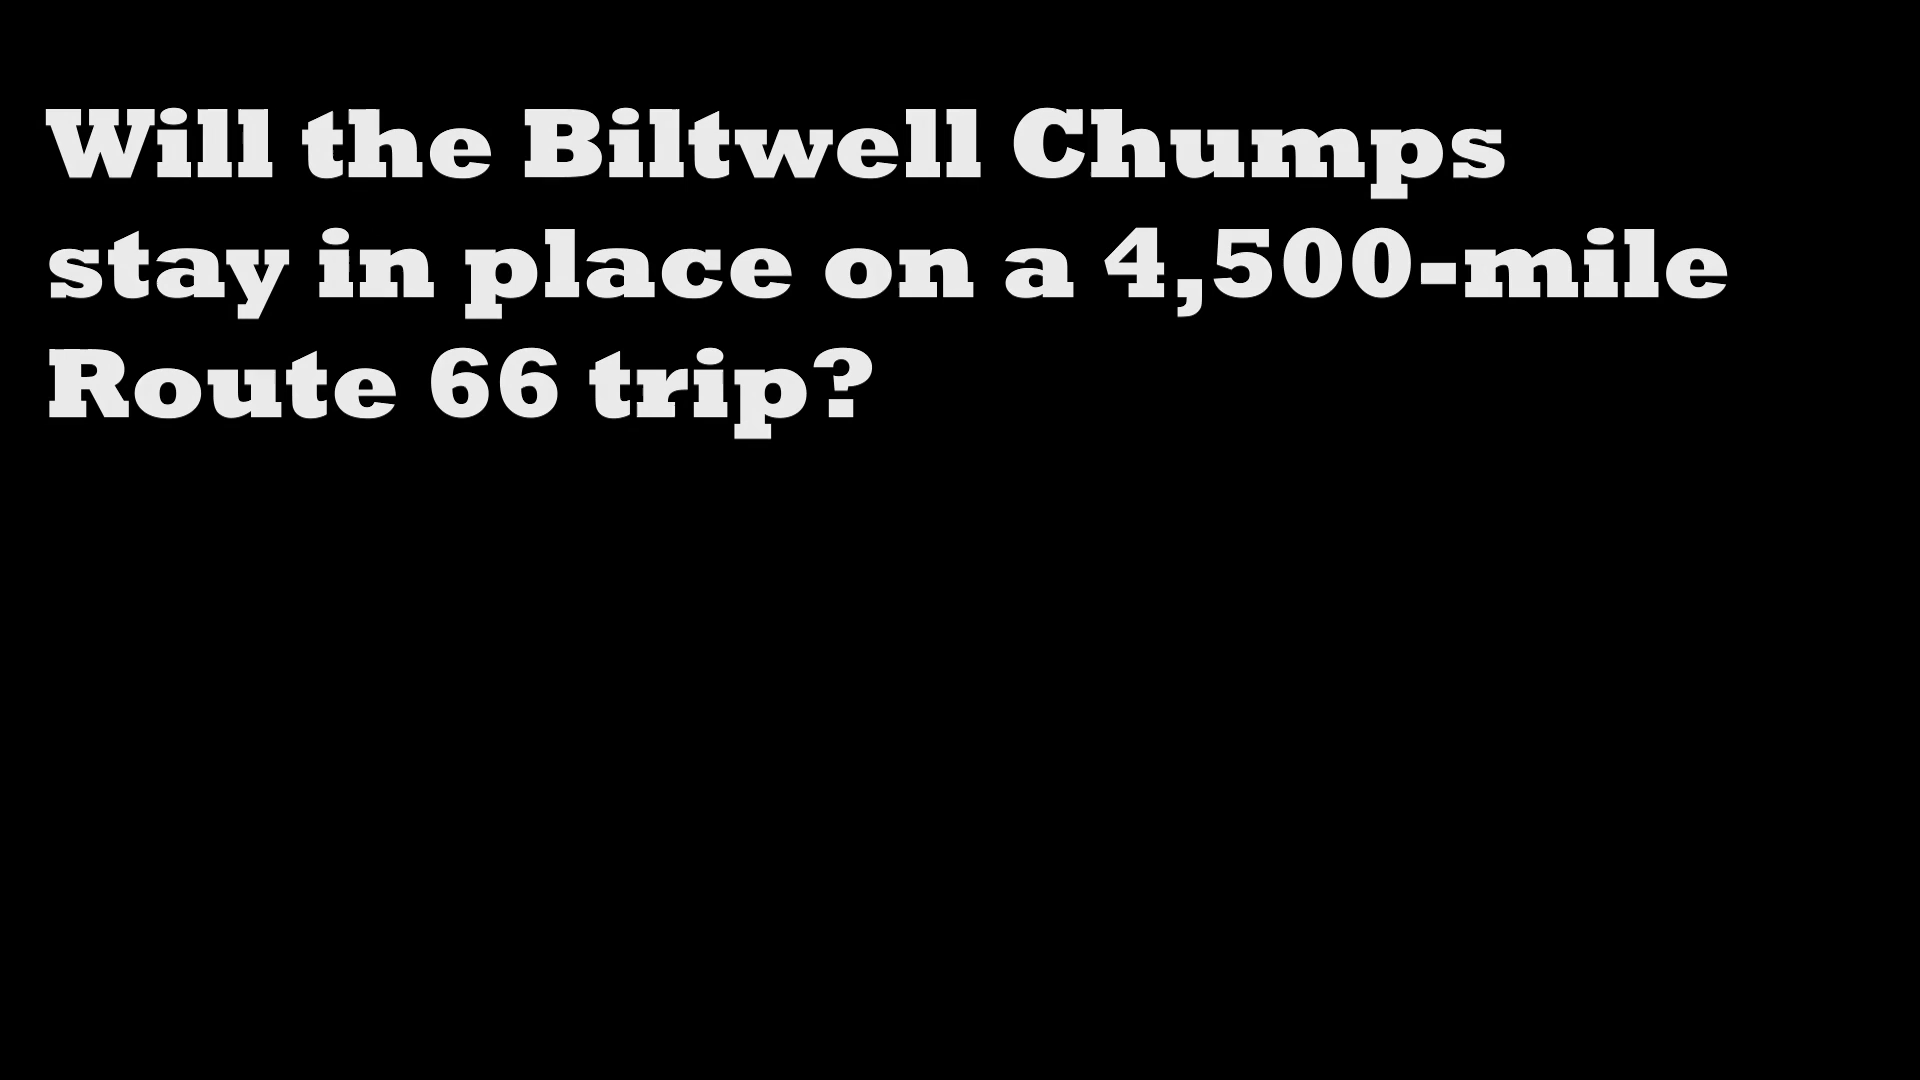 Will the Biltwell Chumps
stay in place on a 4,500-mile
Route 66 trip?